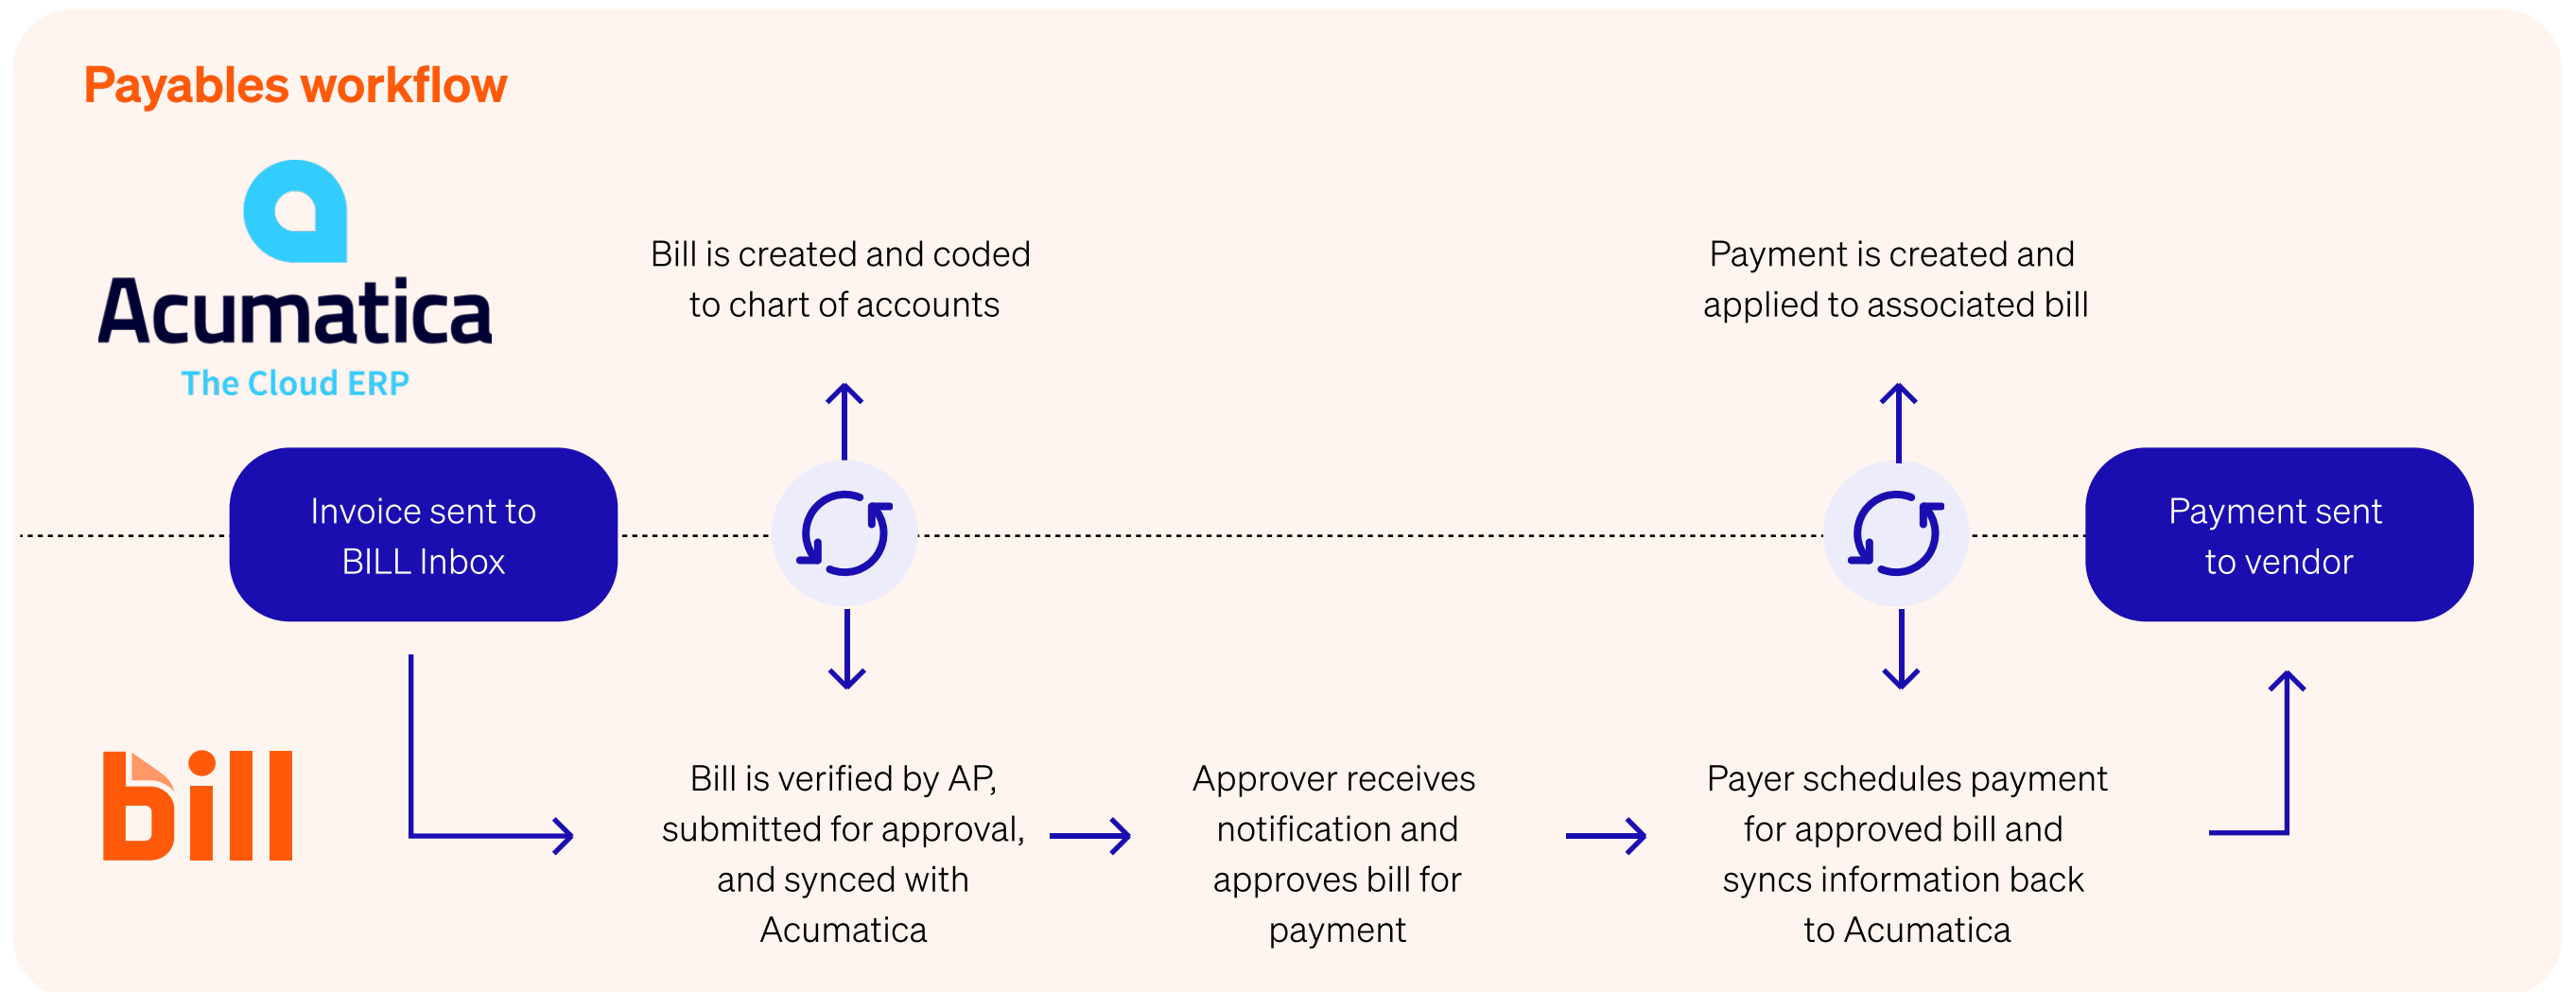 Payables workflow
Acumatica
The Cloud ERP
Bill is created and coded
to chart of accounts
Payment is created and
applied to associated bill
Invoice sent to
BILL Inbox
Payment sent
to vendor
bill
Bill is verified by AP,
submitted for approval,
and synced with
Acumatica
Approver receives
notification and
approves bill for
payment
Payer schedules payment
for approved bill and
syncs information back
to Acumatica